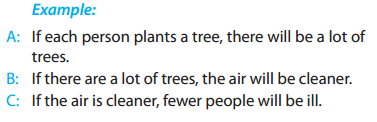 Example:
A: If each person plants a tree, there will be a lot of
trees.
B: If there are a lot of trees, the air will be cleaner.
C: If the air is cleaner, fewer people will be ill.